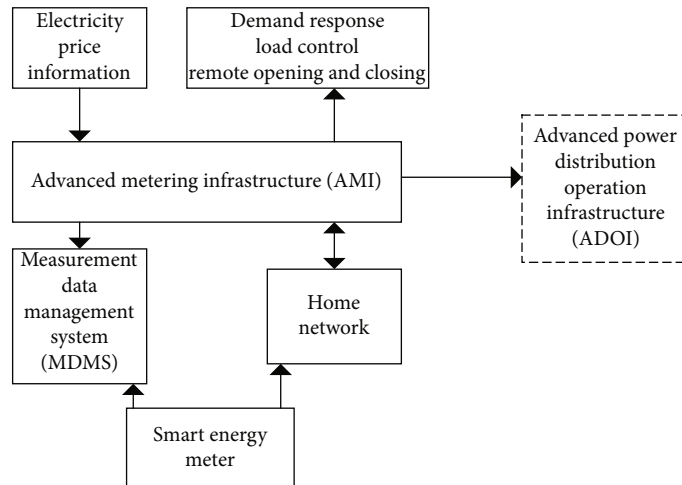 Electricity
price
information
Demand response
load control
remote opening and closing
Advanced metering infrastructure (AMI)
Advanced power
distribution
operation
infrastructure
(ADOI)
Measurement
data
management
system
(MDMS)
Home
network
Smart energy
meter